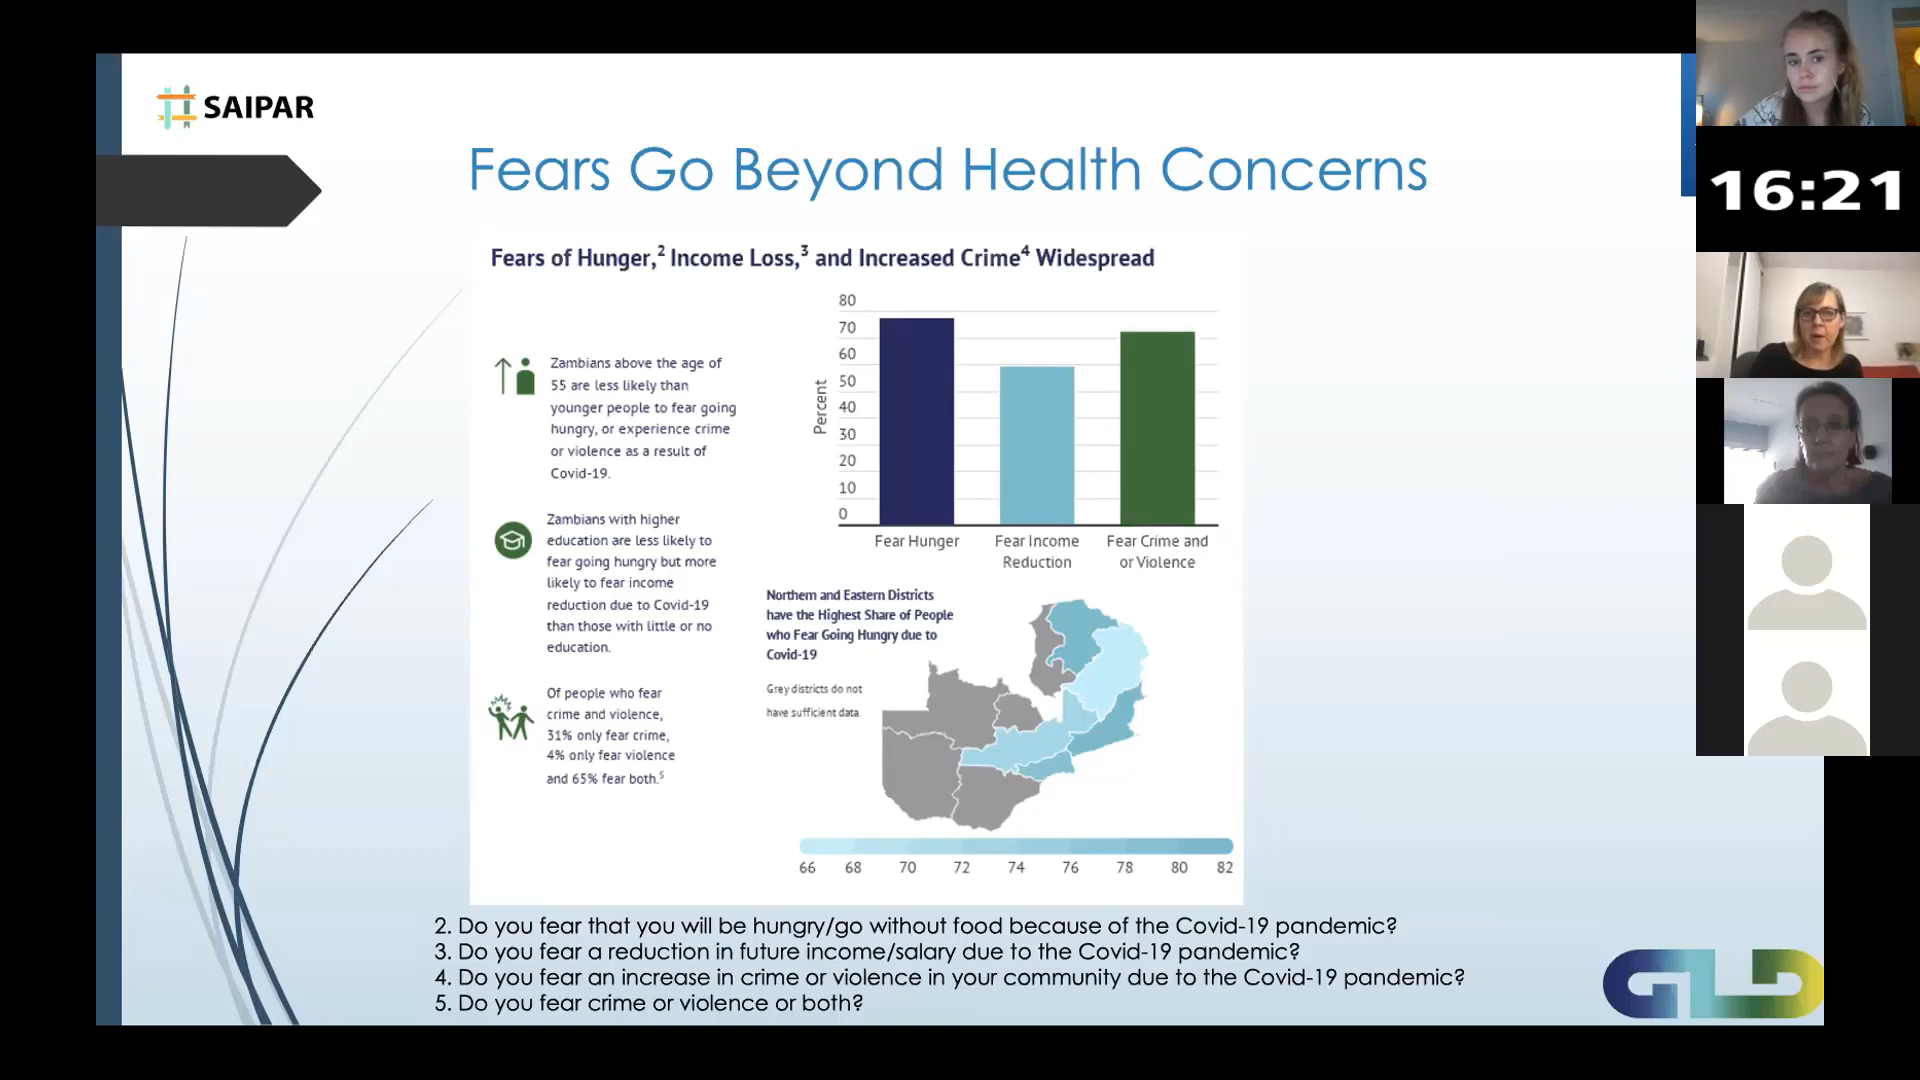 SAIPAR
16:21
Fears Go Beyond Health Concerns
Fears of Hunger,2 Income Loss,3 and Increased Crime4 Widespread
Zambians above the age of
55 are less likely than
younger people to fear going
hungry, or experience crime
or violence as a result of
Covid-19.
Zambians with higher
education are less likely to
fear going hungry but more
likely to fear income
reduction due to Covid-19
than those with little or no
education.
Of people who fear
crime and violence,
31% only fear crime,
4% only fear violence
and 65% fear both.5
Percent
80
70
60
50
40
30
20
10
0
Fear Hunger
Fear Income
Reduction
Fear Crime and
or Violence
Northern and Eastern Districts
have the Highest Share of People
who Fear Going Hungry due to
Covid-19
Grey districts do not
have sufficient data.
66 68 70 72 74 76 78 80 82
2. Do you fear that you will be hungry/go without food because of the Covid-19 pandemic?
3. Do you fear a reduction in future income/salary due to the Covid-19 pandemic?
4. Do you fear an increase in crime or violence in your community due to the Covid-19 pandemic?
5. Do you fear crime or violence or both?
GLD